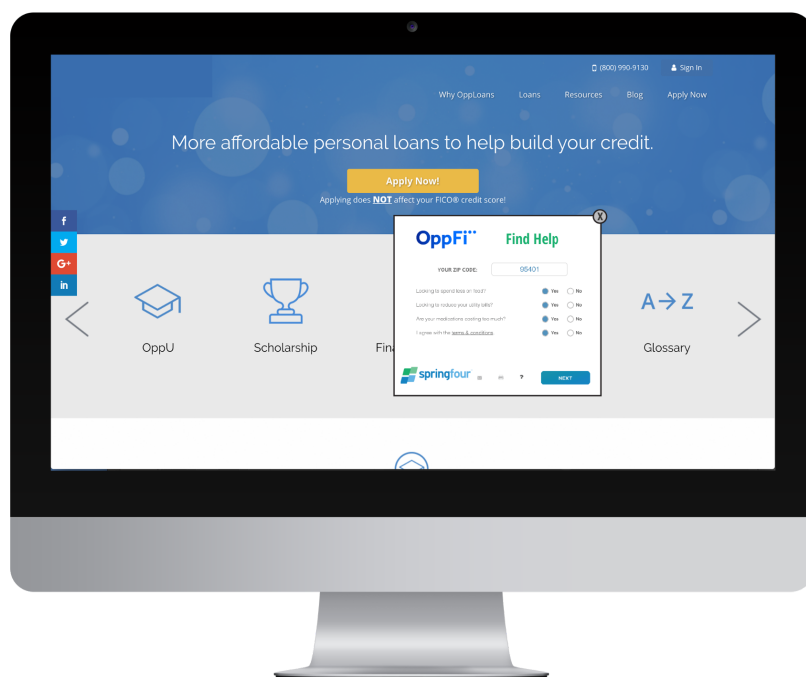 (800) 990-9130 Sign In
Why OppLoans Loans Resources Blog Apply Now
More affordable personal loans to help build your credit.
Apply Now!
Applying does NOT affect your FICO® credit score!
X
OppFi Find Help
YOUR ZIP CODE: 95401
Looking to spend less on food? Yes No
Looking to reduce your utility bills? Yes No
Are your medications costing too much? Yes No
I agree with the terms & conditions Yes No
springfour ? NEXT
f
G+
in
A→Z
OppU Scholarship Fin Glossary